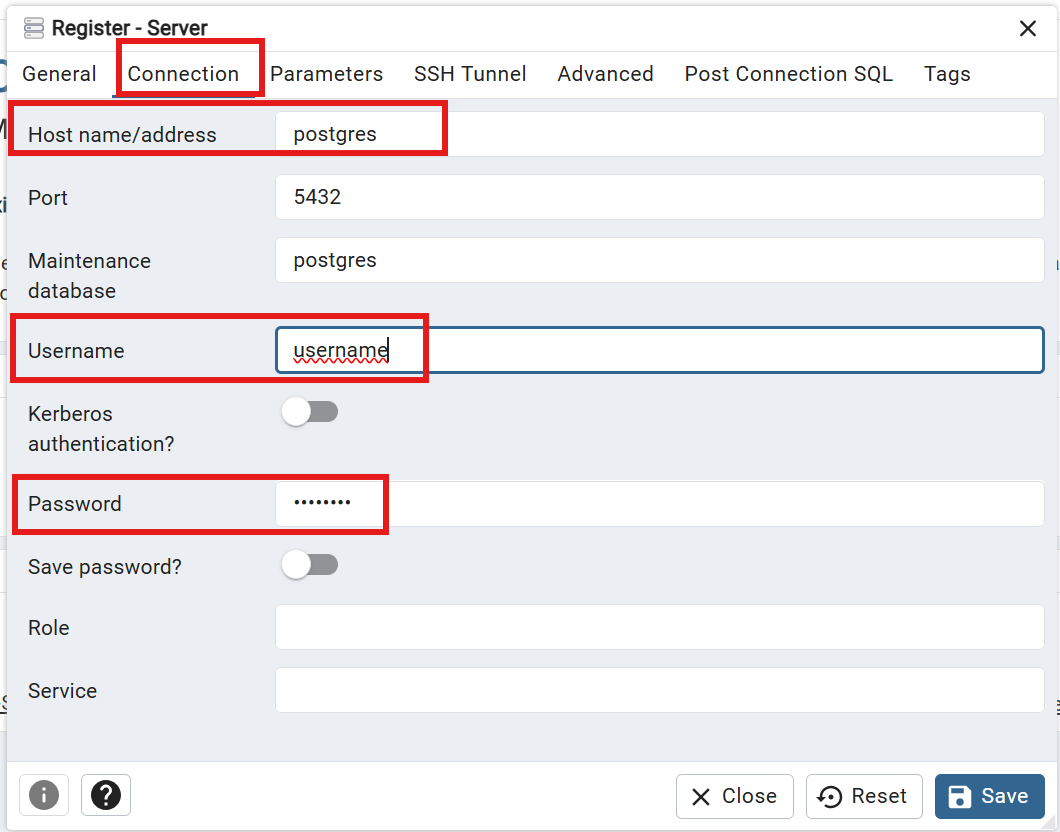 Register - Server
General Connection Parameters SSH Tunnel Advanced Post Connection SQL Tags
Host name/address postgres
Port 5432
Maintenance
database postgres
Username username
Kerberos
authentication?
Password ••••••••
Save password?
Role
Service
Close Reset Save